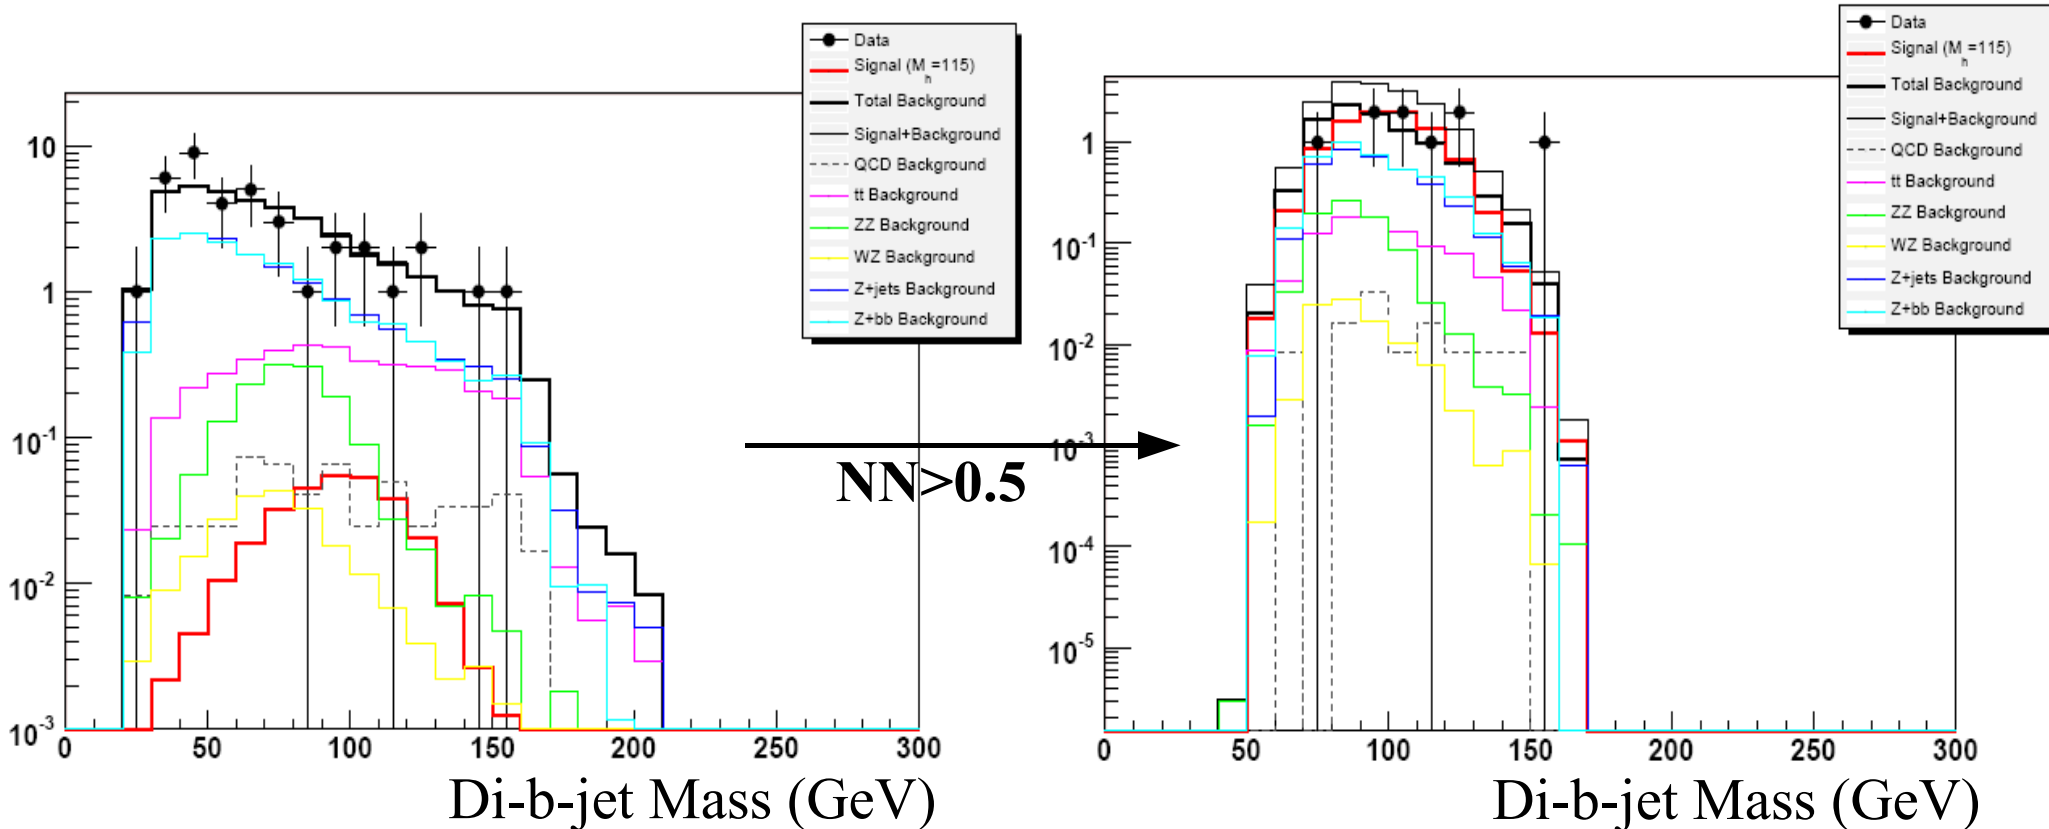 Data
Signal (M_h=115)
Total Background
Signal+Background
QCD Background
tt Background
ZZ Background
WZ Background
Z+jets Background
Z+bb Background
10
1
10^-1
10^-2
10^-3
0 50 100 150 200 250 300
Di-b-jet Mass (GeV)
NN>0.5
Data
Signal (M_h=115)
Total Background
Signal+Background
QCD Background
tt Background
ZZ Background
WZ Background
Z+jets Background
Z+bb Background
1
10^-1
10^-2
10^-3
10^-4
10^-5
0 50 100 150 200 250 300
Di-b-jet Mass (GeV)